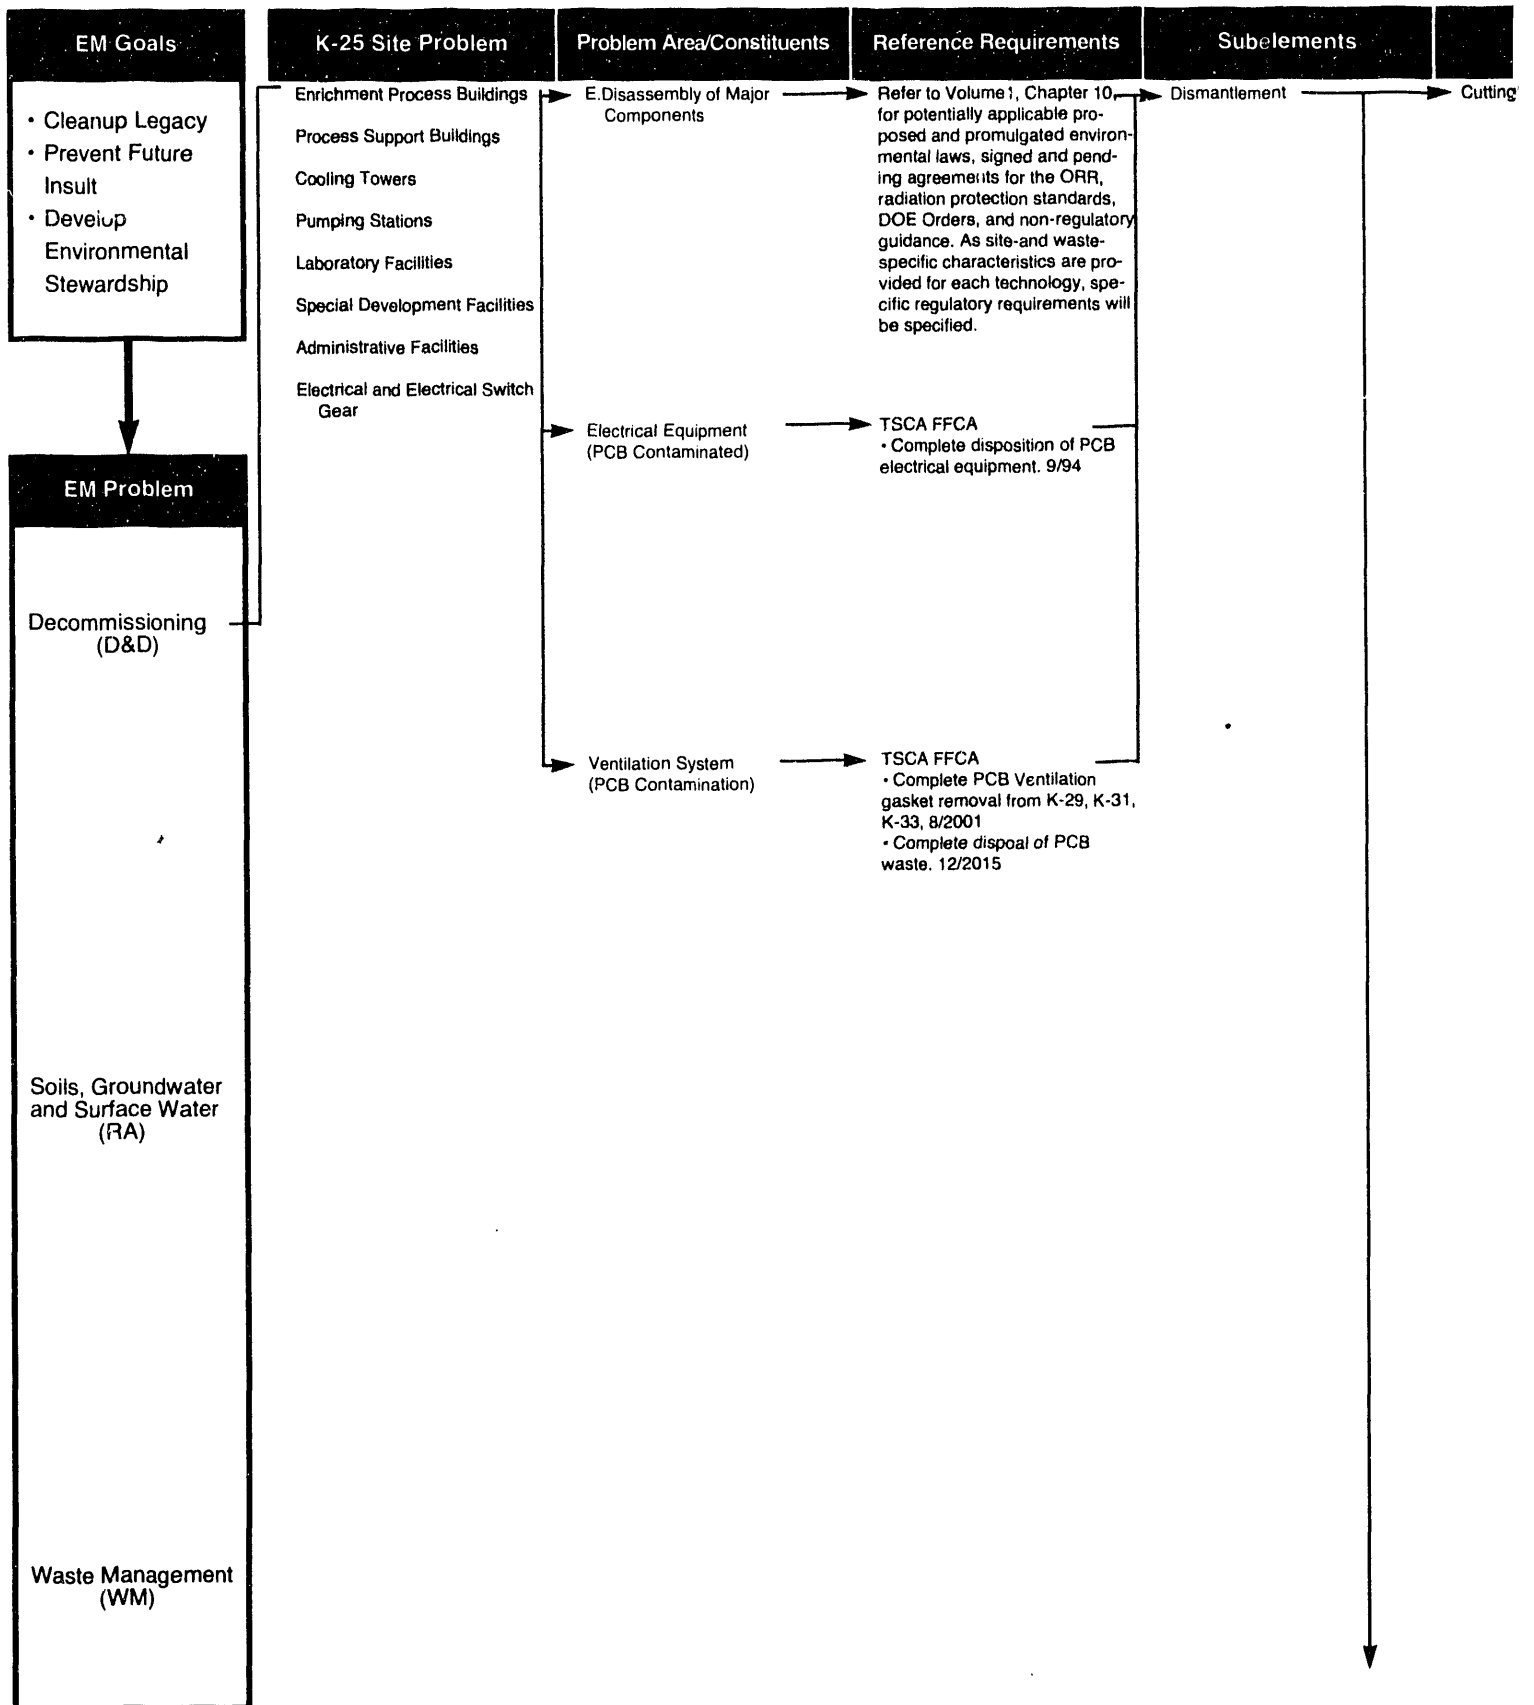 EM Goals
• Cleanup Legacy
• Prevent Future
Insult
• Develop
Environmental
Stewardship
EM Problem
Decommissioning
(D&D)
Soils, Groundwater
and Surface Water
(RA)
Waste Management
(WM)
K-25 Site Problem
Enrichment Process Buildings
Process Support Buildings
Cooling Towers
Pumping Stations
Laboratory Facilities
Special Development Facilities
Administrative Facilities
Electrical and Electrical Switch
Gear
Problem Area/Constituents
E.Disassembly of Major
Components
Electrical Equipment
(PCB Contaminated)
Ventilation System
(PCB Contamination)
Reference Requirements
Refer to Volume 1, Chapter 10,
for potentially applicable pro-
posed and promulgated environ-
mental laws, signed and pend-
ing agreements for the ORR,
radiation protection standards,
DOE Orders, and non-regulatory
guidance. As site-and waste-
specific characteristics are pro-
vided for each technology, spe-
cific regulatory requirements will
be specified.
TSCA FFCA
• Complete disposition of PCB
electrical equipment. 9/94
TSCA FFCA
• Complete PCB Ventilation
gasket removal from K-29, K-31,
K-33, 8/2001
• Complete dispoal of PCB
waste. 12/2015
Subelements
Dismantlement
Cutting